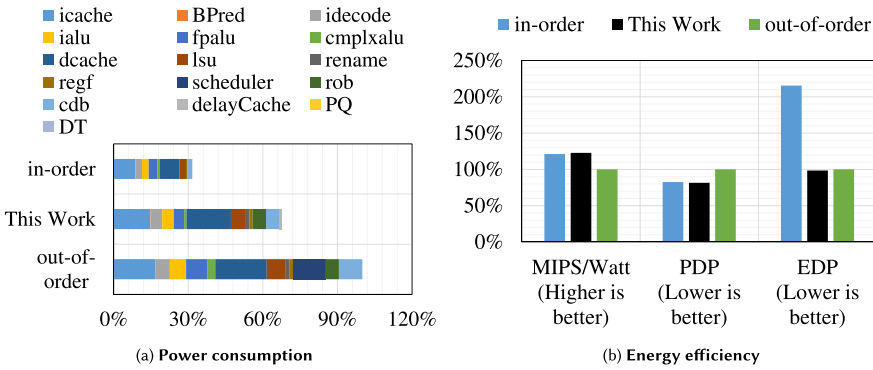 icache BPred idecode
ialu fpalu cmplxalu
dcache lsu rename
regf scheduler rob
cdb delayCache PQ
DT
in-order
This Work
out-of-
order
0% 30% 60% 90% 120%
(a) Power consumption
in-order This Work out-of-order
250%
200%
150%
100%
50%
0%
MIPS/Watt
(Higher is
better)
PDP
(Lower is
better)
EDP
(Lower is
better)
(b) Energy efficiency